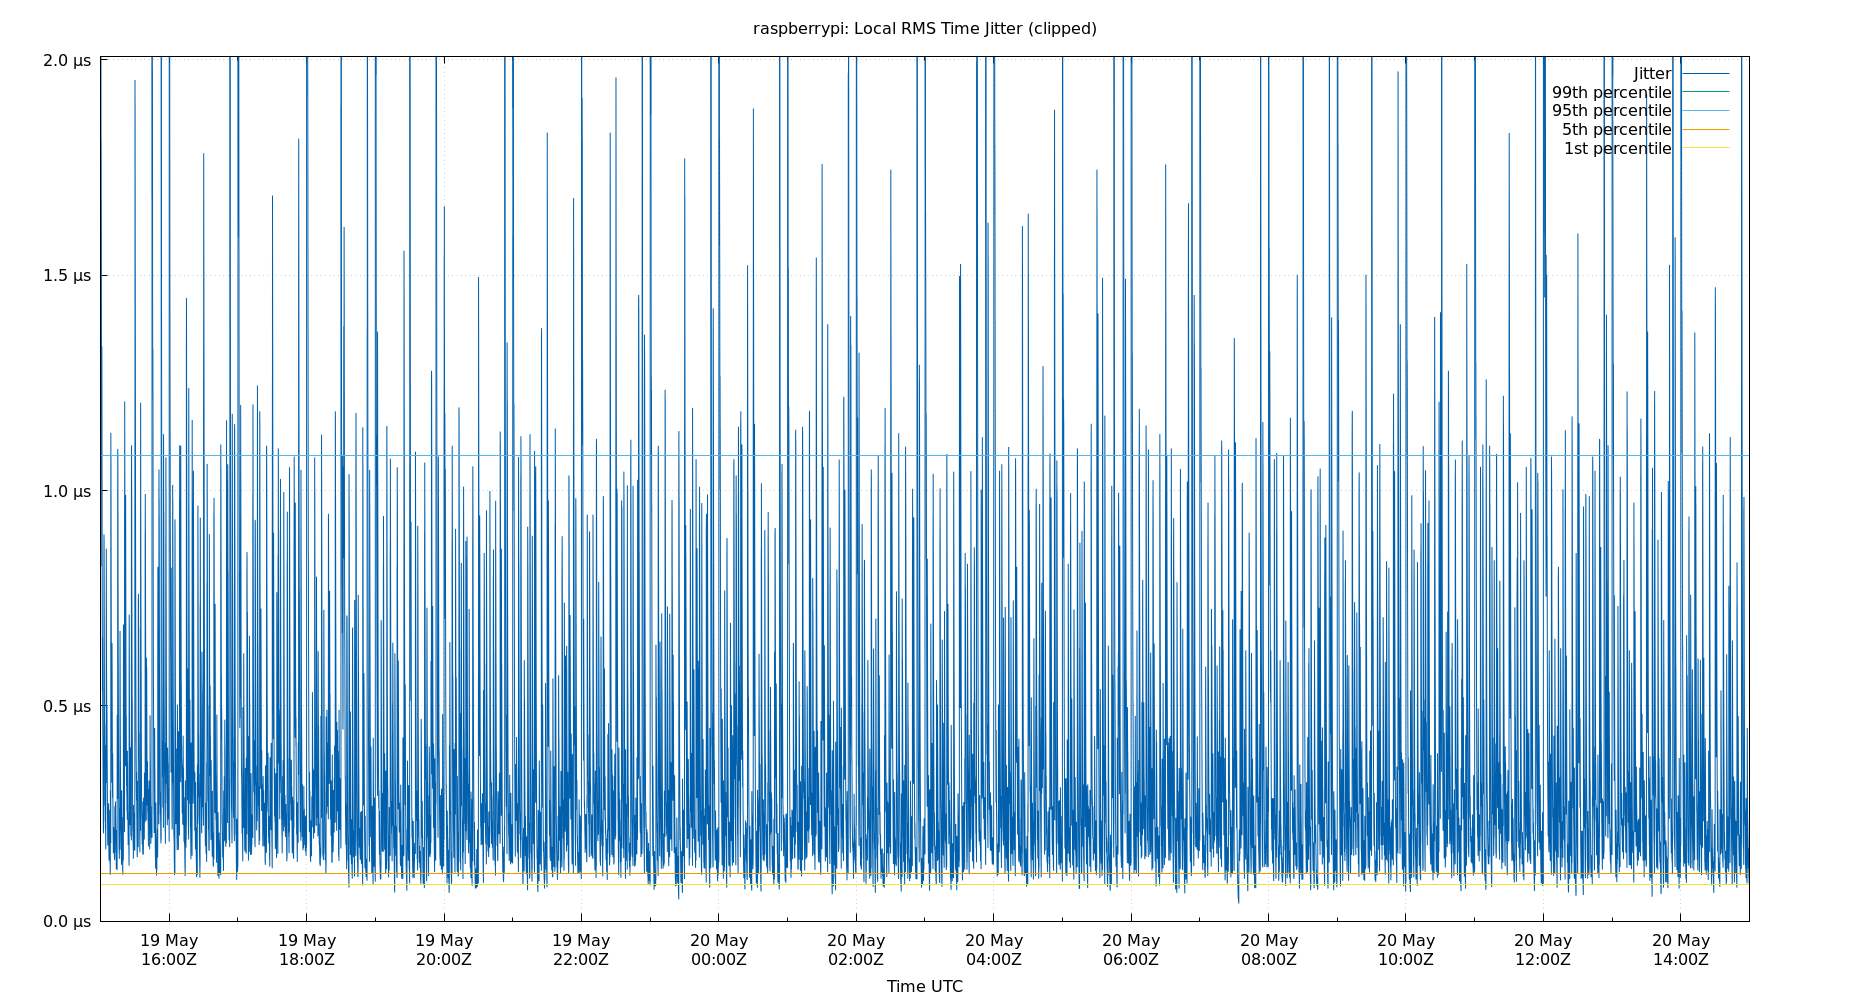 raspberrypi: Local RMS Time Jitter (clipped)
2.0 µs
1.5 µs
1.0 µs
0.5 µs
0.0 µs
Jitter
99th percentile
95th percentile
5th percentile
1st percentile
19 May 19 May 19 May 19 May 20 May 20 May 20 May 20 May 20 May 20 May 20 May 20 May
16:00Z 18:00Z 20:00Z 22:00Z 00:00Z 02:00Z 04:00Z 06:00Z 08:00Z 10:00Z 12:00Z 14:00Z
Time UTC